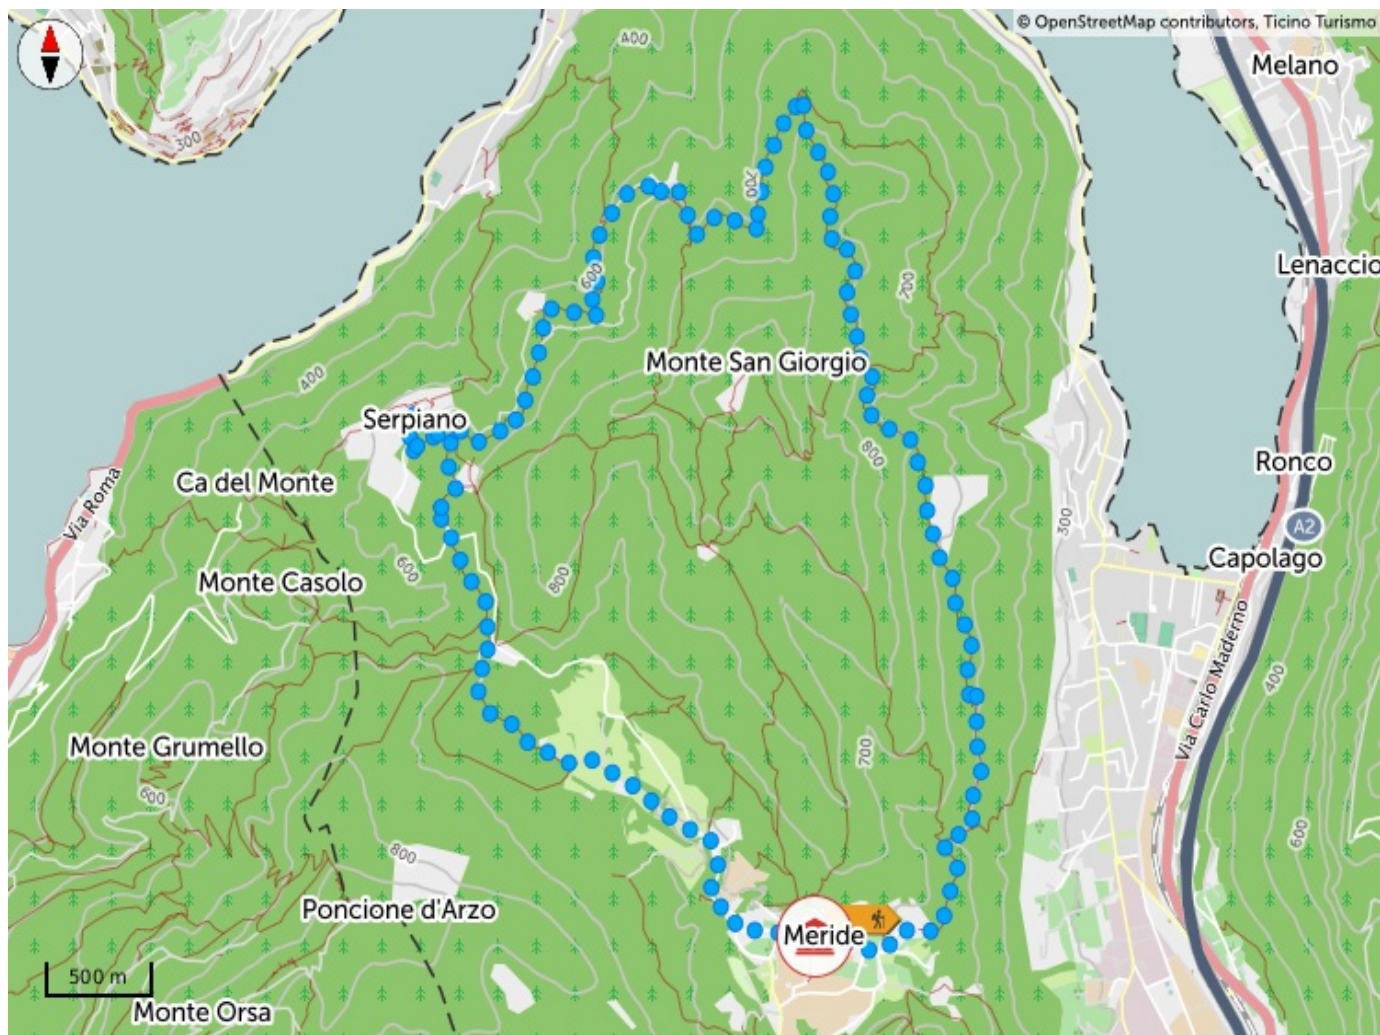 © OpenStreetMap contributors, Ticino Turismo
400
Melano
300
700
Lenaccio
600
700
400
Monte San Giorgio
Serpiano
800
Ronco
Ca del Monte
Via Roma
300
A2
Capolago
600
800
Monte Casolo
400
Via Carlo Maderno
Monte Grumello
700
600
600
800
Poncione d'Arzo
Meride
500 m
Monte Orsa